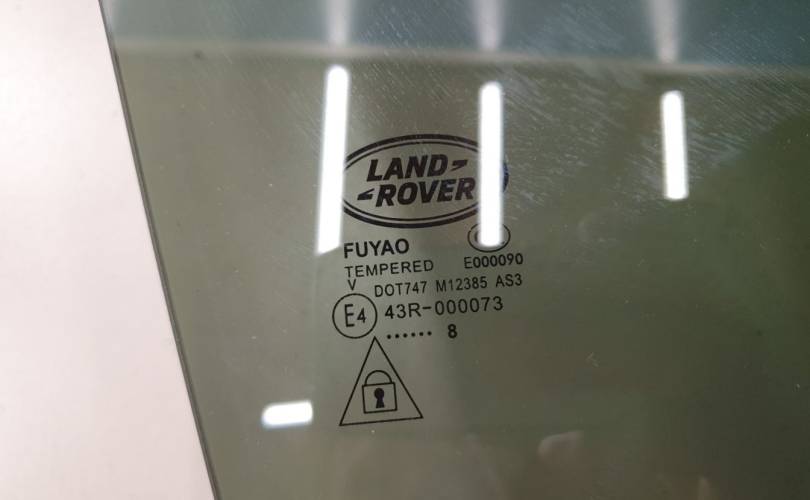 LAND
ROVER
FUYAO
TEMPERED E000090
V DOT747 M12385 AS3
E4 43R-000073
...... 8